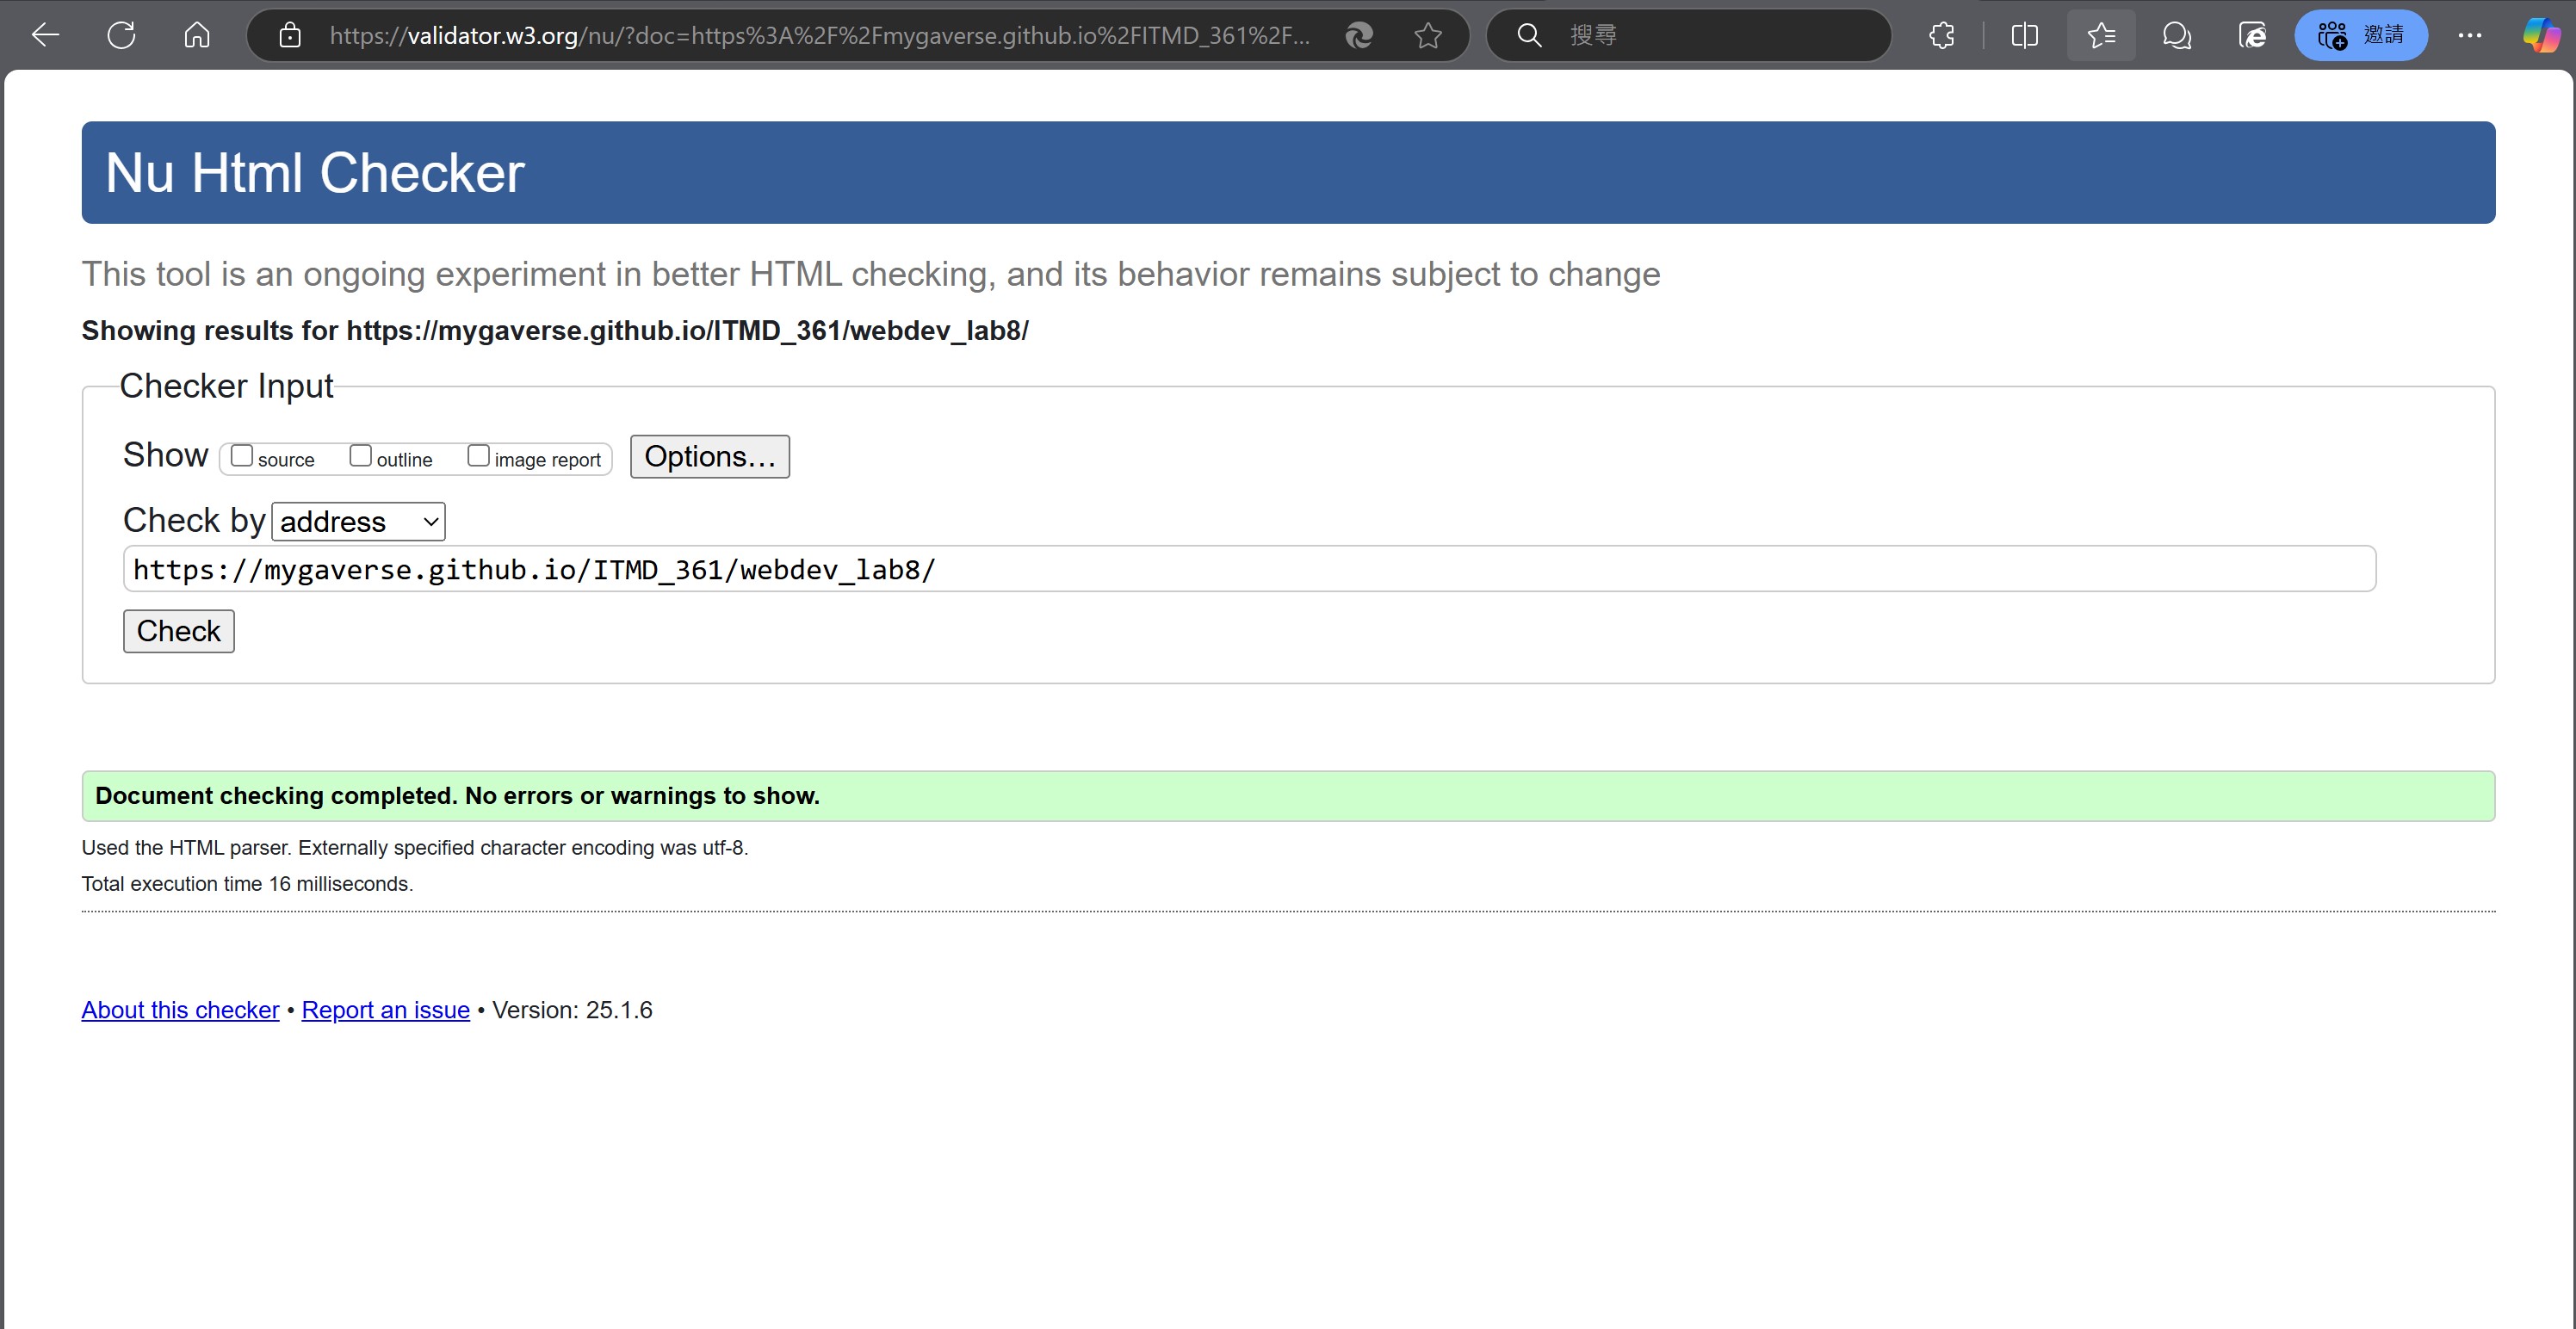 https://validator.w3.org/nu/?doc=https%3A%2F%2Fmygaverse.github.io%2FITMD_361%2F...
搜尋
邀請
Nu Html Checker
This tool is an ongoing experiment in better HTML checking, and its behavior remains subject to change
Showing results for https://mygaverse.github.io/ITMD_361/webdev_lab8/
Checker Input
Show source outline image report Options...
Check by address
https://mygaverse.github.io/ITMD_361/webdev_lab8/
Check
Document checking completed. No errors or warnings to show.
Used the HTML parser. Externally specified character encoding was utf-8.
Total execution time 16 milliseconds.
About this checker • Report an issue • Version: 25.1.6